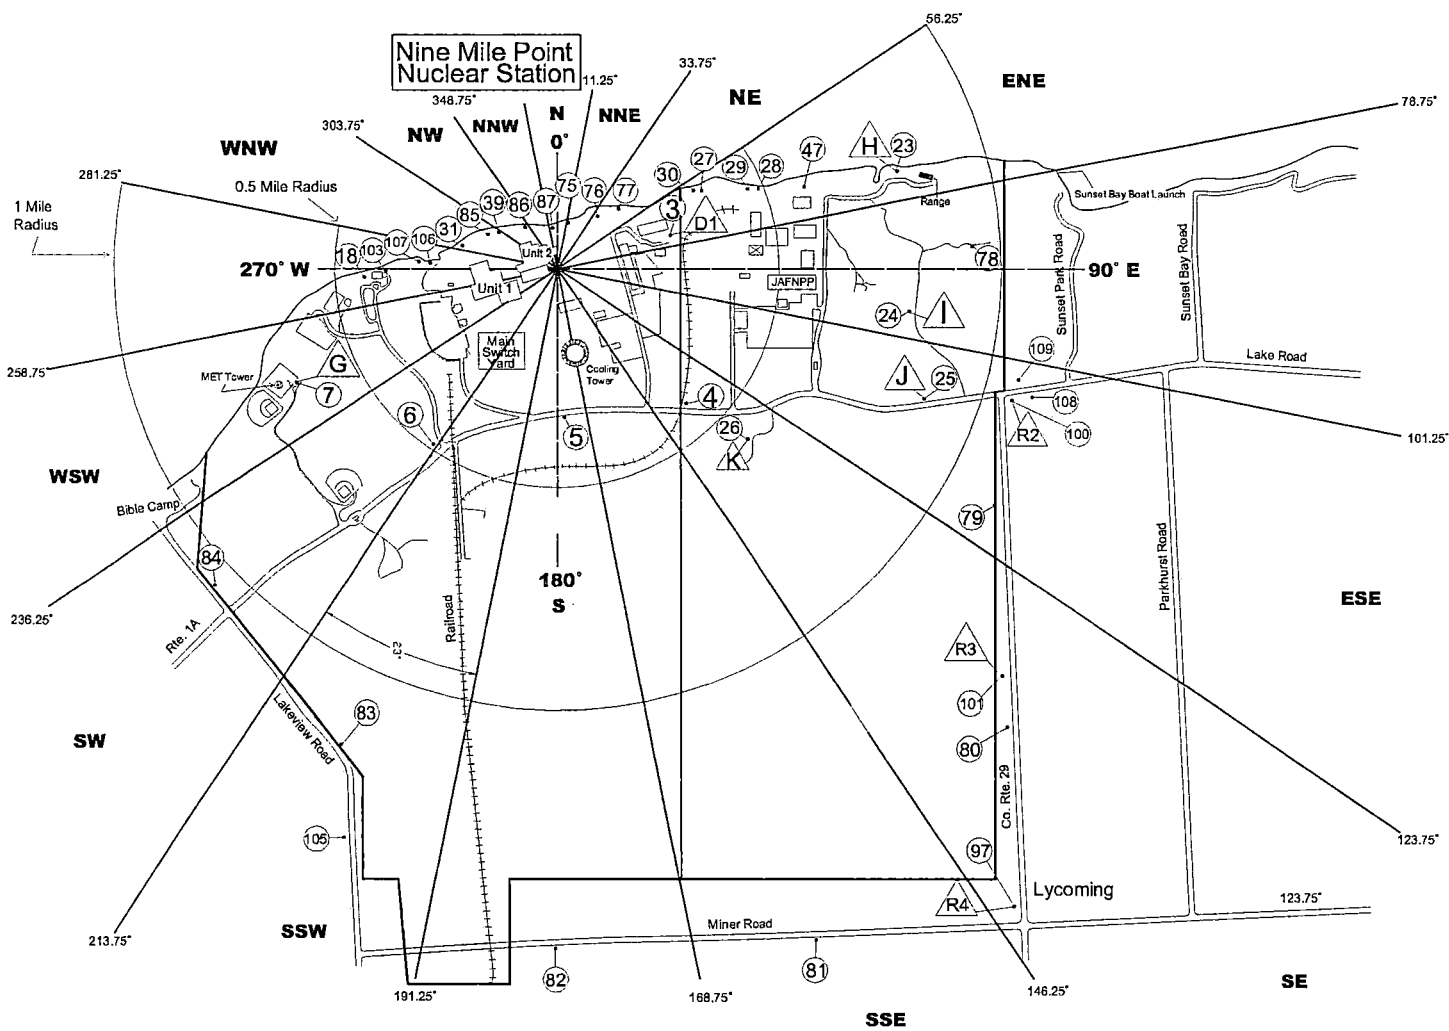 56.25°
Nine Mile Point
Nuclear Station
11.25°
33.75°
ENE
348.75°
N
0°
NNE
NE
78.75°
303.75°
NW
NNW
WNW
H
23
47
281.25°
0.5 Mile Radius
30
27
29
28
Range
Sunset Bay Boat Launch
1 Mile
Radius
31
85
39
86
87
75
76
77
3
D1
18
103
107
106
Unit 2
78
270° W
90° E
Unit 1
JAFNPP
Sunset Park Road
Sunset Bay Road
24
I
Main
Switch
Yard
Cooling
Tower
G
109
Lake Road
258.75°
MET Tower
7
J
25
4
108
6
5
26
K
R2
100
101.25°
WSW
Bible Camp
79
84
180°
S
Parkhurst Road
ESE
236.25°
Rte. 1A
Railroad
23°
R3
101
83
Lakeview Road
SW
80
Co. Rte. 29
105
123.75°
97
Lycoming
R4
123.75°
213.75°
SSW
Miner Road
82
81
191.25°
168.75°
146.25°
SE
SSE